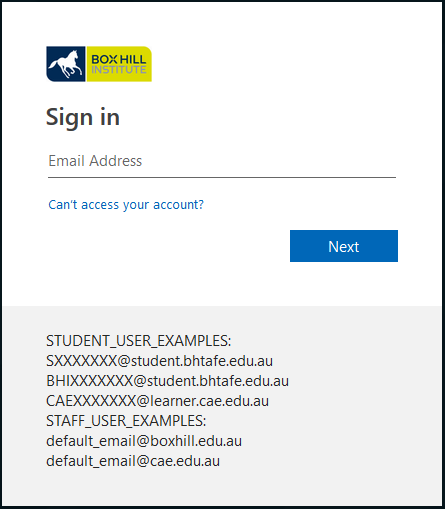 BOX HILL
INSTITUTE
Sign in
Email Address
Can't access your account?
Next
STUDENT_USER_EXAMPLES:
SXXXXXXX@student.bhtafe.edu.au
BHIXXXXXXX@student.bhtafe.edu.au
CAEXXXXXXX@learner.cae.edu.au
STAFF_USER_EXAMPLES:
default_email@boxhill.edu.au
default_email@cae.edu.au